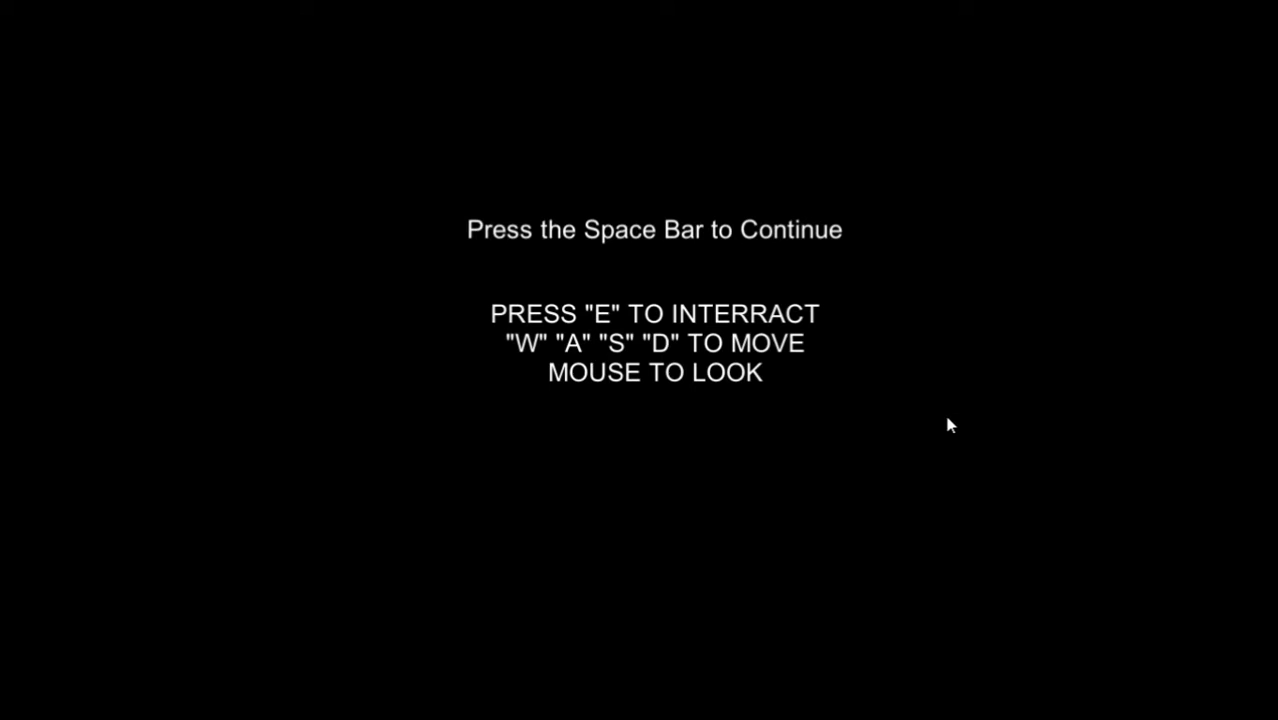 Press the Space Bar to Continue
PRESS "E" TO INTERRACT
"W" "A" "S" "D" TO MOVE
MOUSE TO LOOK